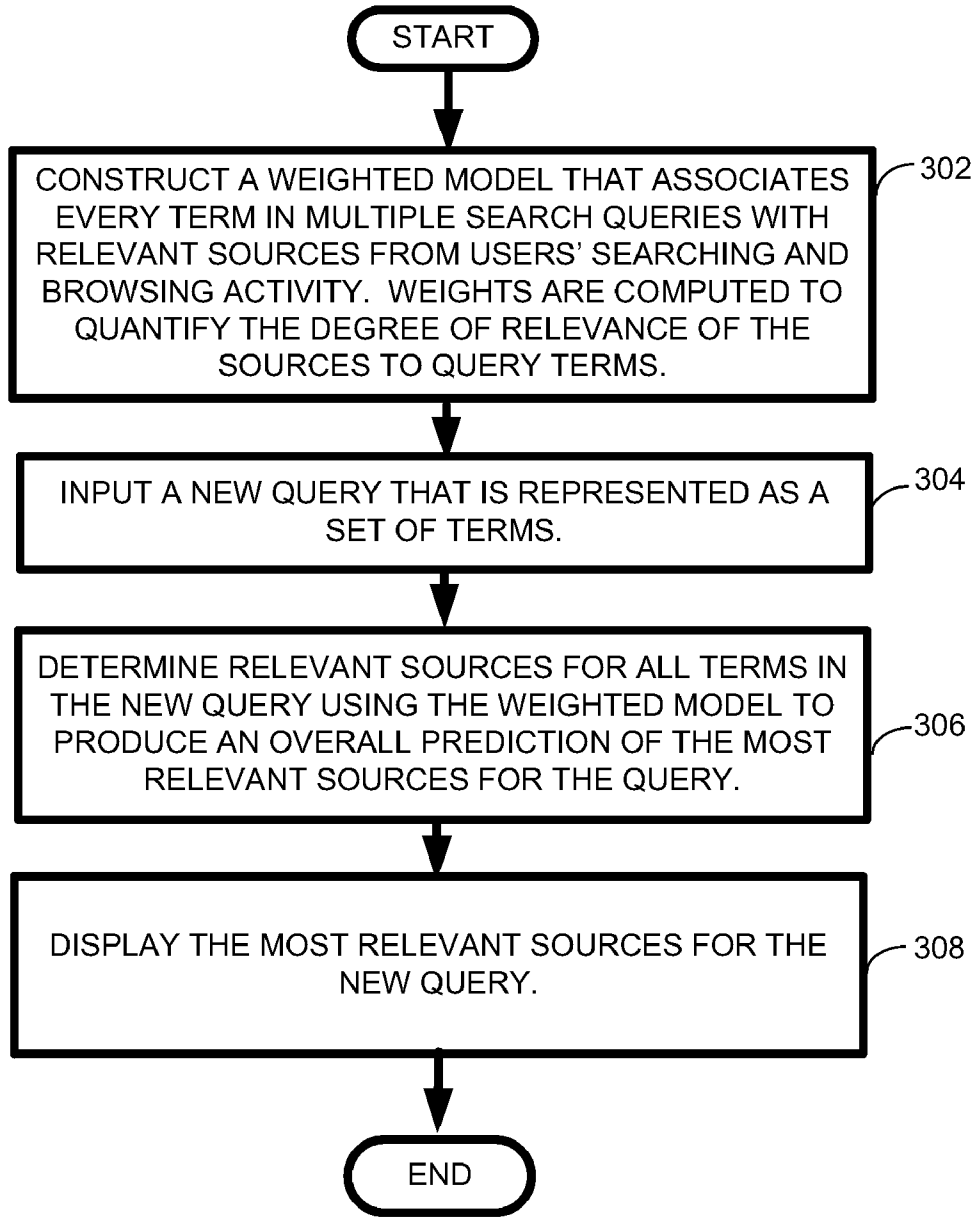 START
CONSTRUCT A WEIGHTED MODEL THAT ASSOCIATES
EVERY TERM IN MULTIPLE SEARCH QUERIES WITH
RELEVANT SOURCES FROM USERS’ SEARCHING AND
BROWSING ACTIVITY.  WEIGHTS ARE COMPUTED TO
QUANTIFY THE DEGREE OF RELEVANCE OF THE
SOURCES TO QUERY TERMS.
302
INPUT A NEW QUERY THAT IS REPRESENTED AS A
SET OF TERMS.
304
DETERMINE RELEVANT SOURCES FOR ALL TERMS IN
THE NEW QUERY USING THE WEIGHTED MODEL TO
PRODUCE AN OVERALL PREDICTION OF THE MOST
RELEVANT SOURCES FOR THE QUERY.
306
DISPLAY THE MOST RELEVANT SOURCES FOR THE
NEW QUERY.
308
END